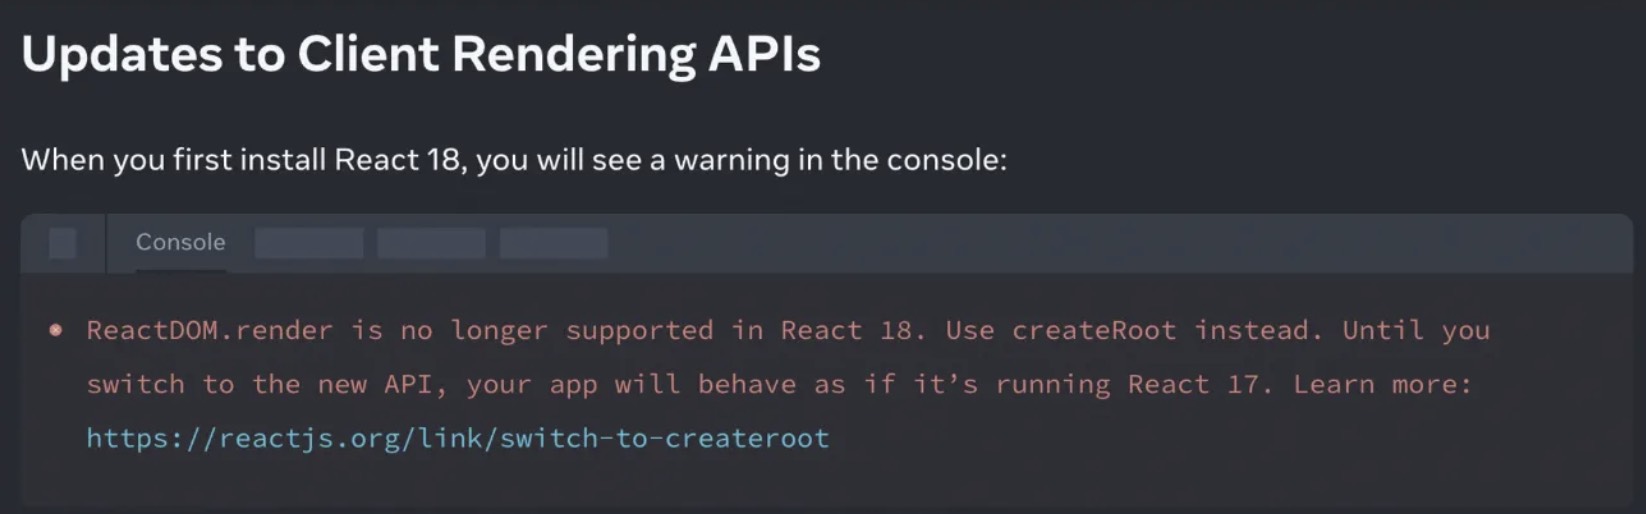 Updates to Client Rendering APIs
When you first install React 18, you will see a warning in the console:
Console
ReactDOM.render is no longer supported in React 18. Use createRoot instead. Until you
switch to the new API, your app will behave as if it’s running React 17. Learn more:
https://reactjs.org/link/switch-to-createroot